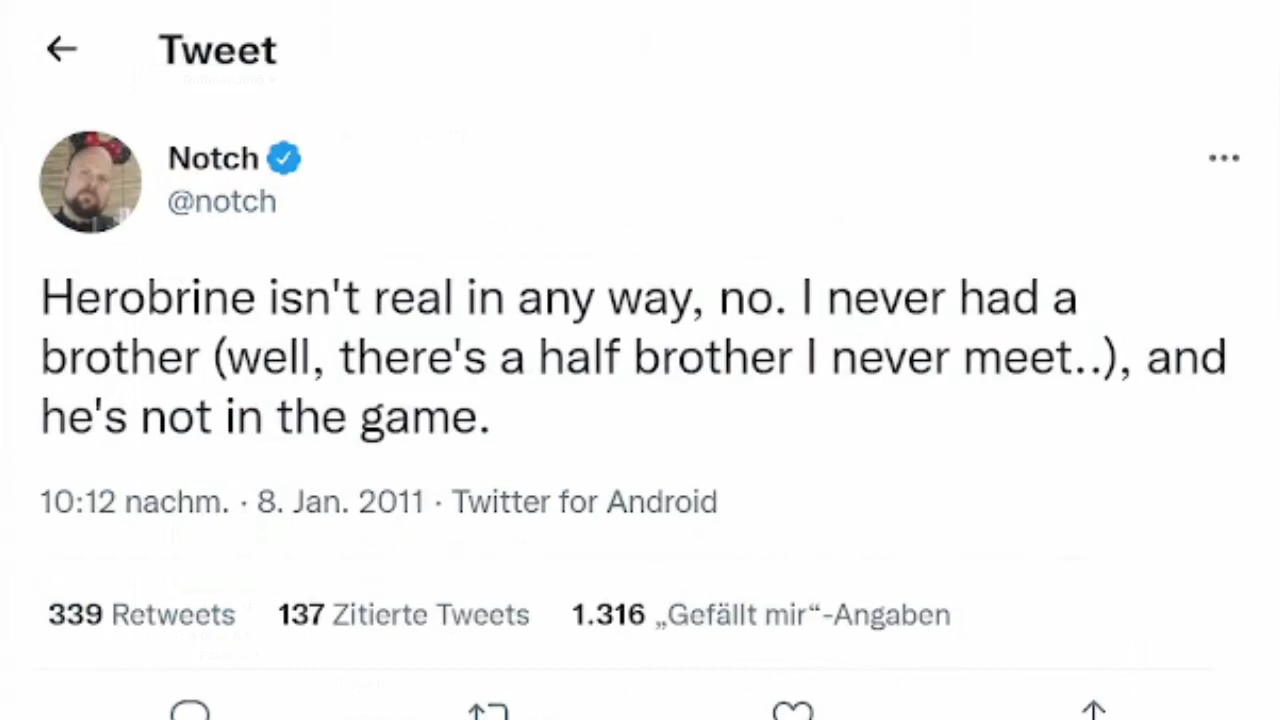 Tweet
Notch
@notch
Herobrine isn't real in any way, no. I never had a
brother (well, there's a half brother I never meet..), and
he's not in the game.
10:12 nachm. · 8. Jan. 2011 · Twitter for Android
339 Retweets 137 Zitierte Tweets 1.316 „Gefällt mir“-Angaben